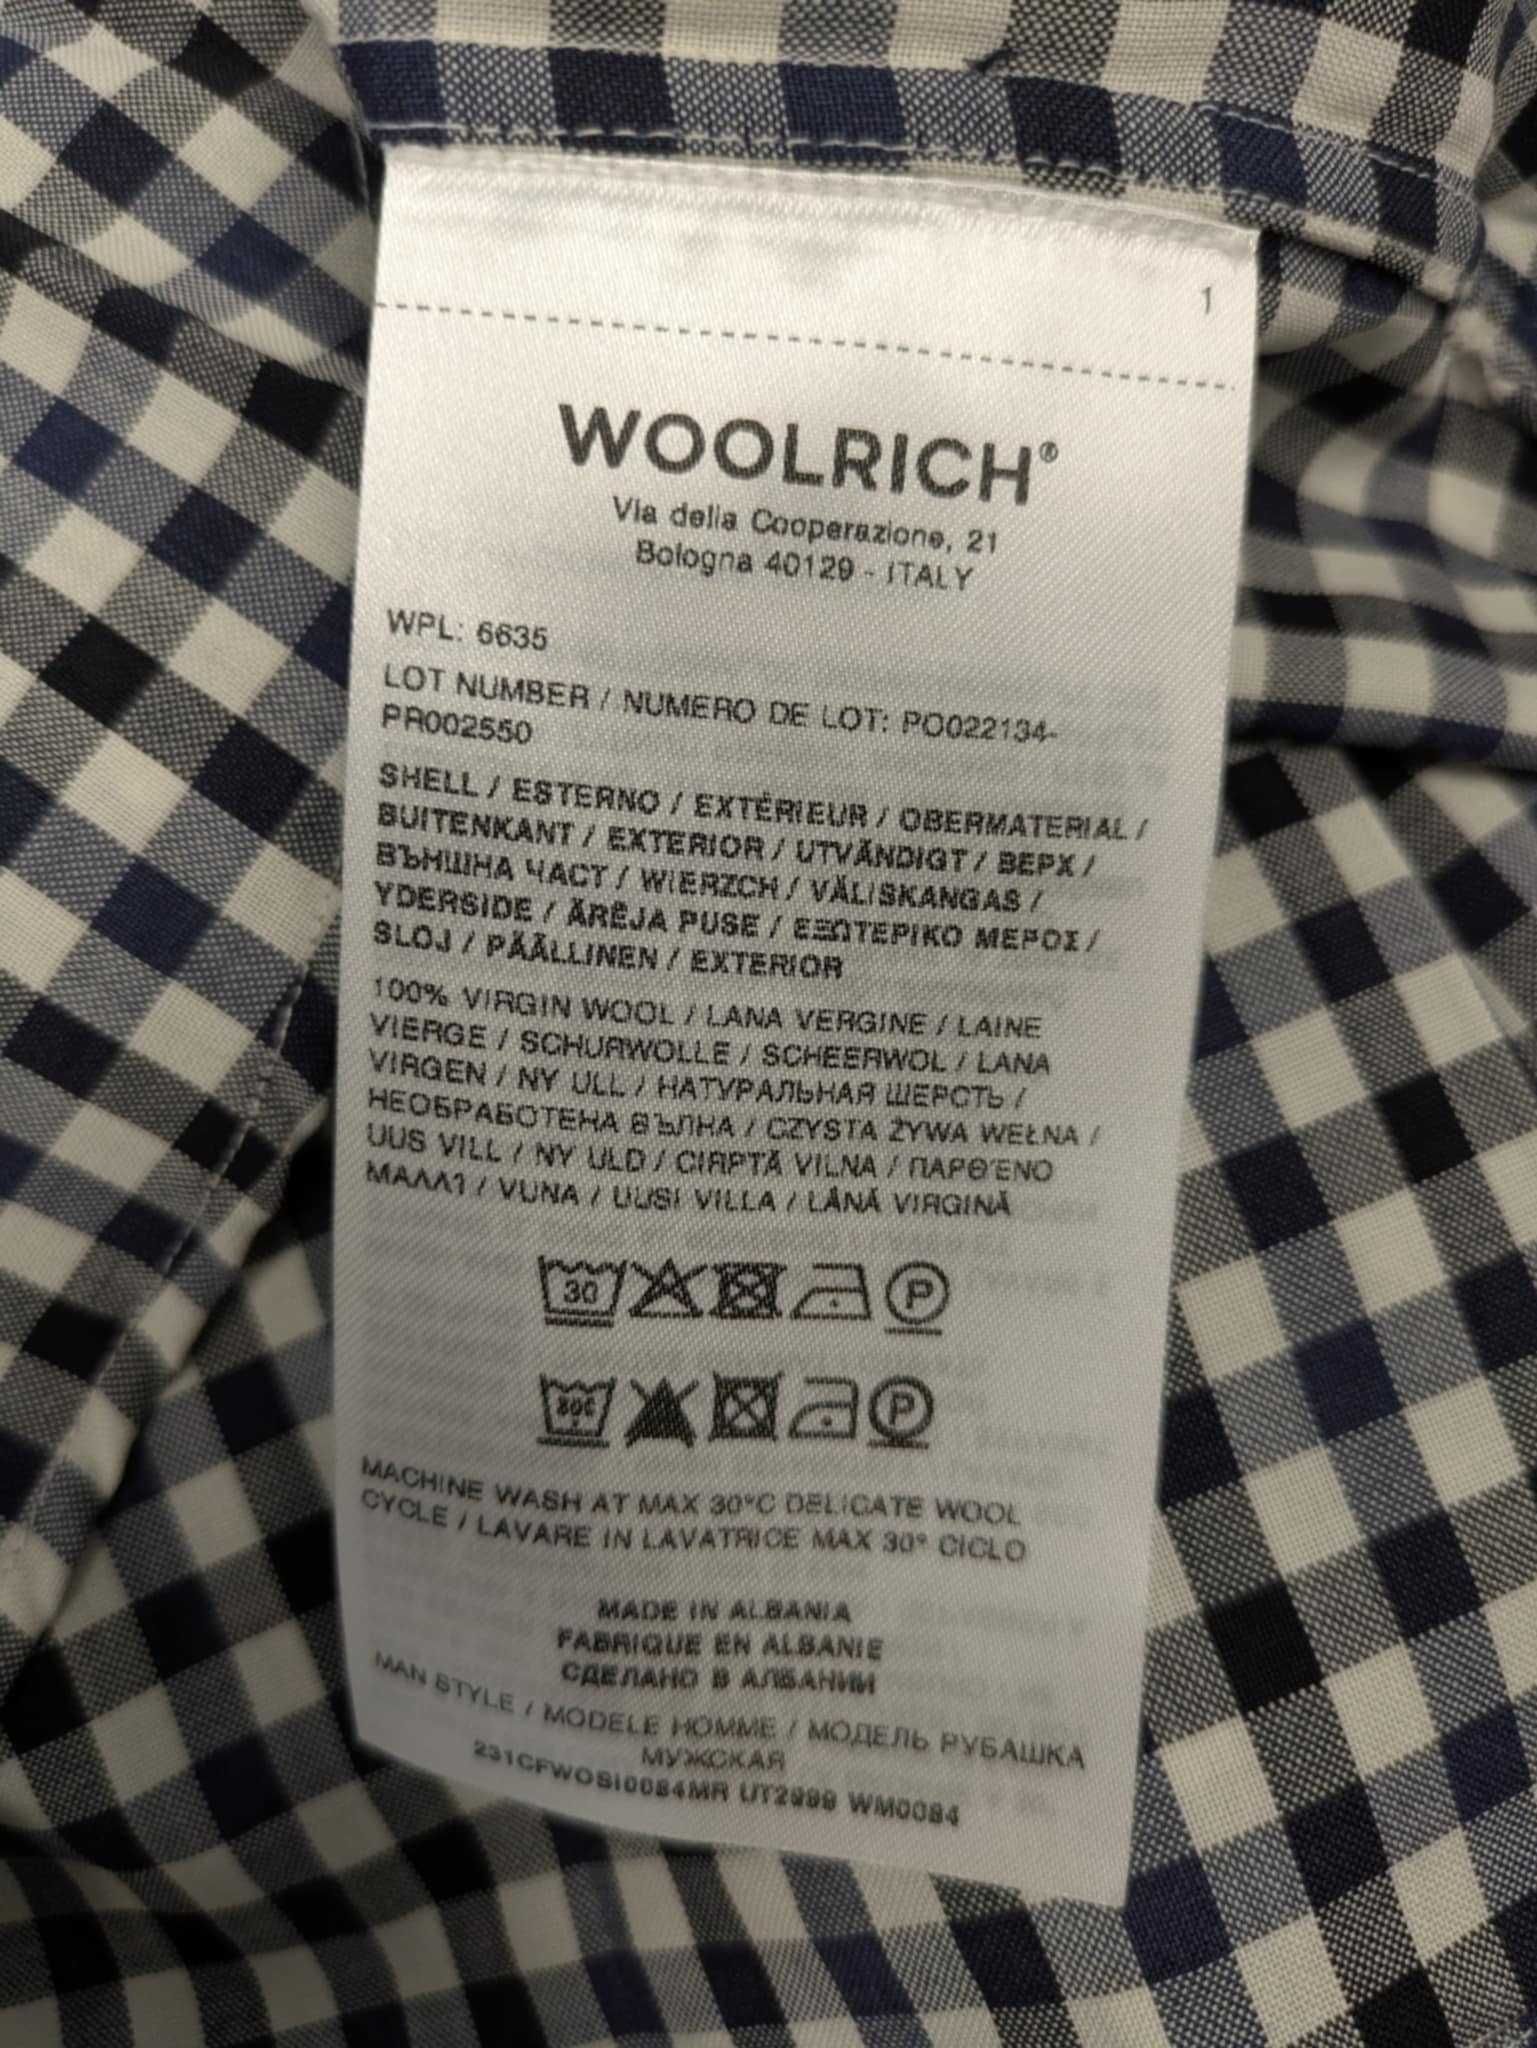 1
WOOLRICH®
Via della Cooperazione, 21
Bologna 40129 - ITALY
WPL: 6635
LOT NUMBER / NUMERO DE LOT: PO022134-
PR002550
SHELL / ESTERNO / EXTÉRIEUR / OBERMATERIAL /
BUITENKANT / EXTERIOR / UTVÄNDIGT / ВЕРХ /
ВЪНШНА ЧАСТ / WIERZCH / VÄLISKANGAS /
YDERSIDE / ĀRĒJA PUSE / ΕΞΩΤΕΡΙΚΟ ΜΕΡΟΣ /
SLOJ / PÄÄLLINEN / EXTERIOR
100% VIRGIN WOOL / LANA VERGINE / LAINE
VIERGE / SCHURWOLLE / SCHEERWOL / LANA
VIRGEN / NY ULL / НАТУРАЛЬНАЯ ШЕРСТЬ /
НЕОБРАБОТЕНА ВЪЛНА / CZYSTA ŻYWA WEŁNA /
UUS VILL / NY ULD / CIRPTĀ VILNA / ΠΑΡΘΈΝΟ
ΜΑΛΛΊ / VUNA / UUSI VILLA / LÂNĂ VIRGINĂ
30 P
P
MACHINE WASH AT MAX 30°C DELICATE WOOL
CYCLE / LAVARE IN LAVATRICE MAX 30° CICLO
MADE IN ALBANIA
FABRIQUE EN ALBANIE
СДЕЛАНО В АЛБАНИИ
MAN STYLE / MODELE HOMME / МОДЕЛЬ РУБАШКА
МУЖСКАЯ
231CFWOSI0084MR UT2999 WM0084